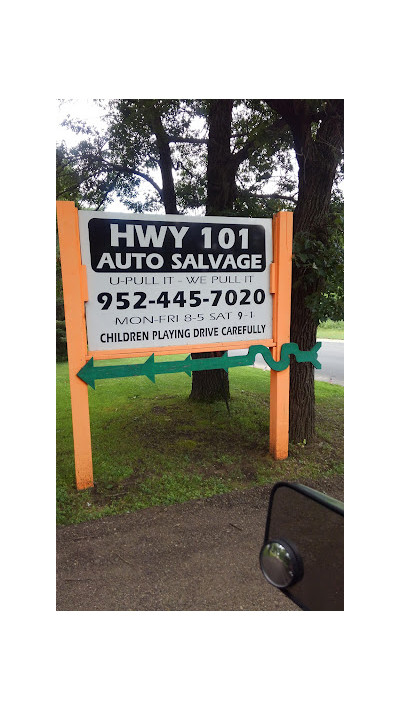 HWY 101
AUTO SALVAGE
U-PULL IT - WE PULL IT
952-445-7020
MON-FRI 8-5 SAT 9-1
CHILDREN PLAYING DRIVE CAREFULLY